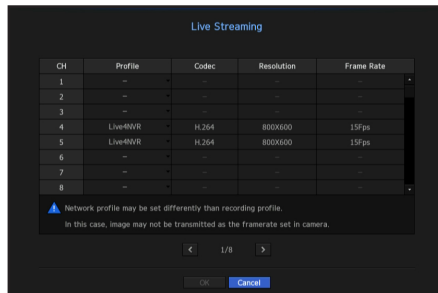 Live Streaming
CH Profile Codec Resolution Frame Rate
1 – – – –
2 – – – –
3 – – – –
4 Live4NVR H.264 800X600 15Fps
5 Live4NVR H.264 800X600 15Fps
6 – – – –
7 – – – –
8 – – – –
Network profile may be set differently than recording profile.
In this case, image may not be transmitted as the framerate set in camera.
< 1/8 >
OK Cancel